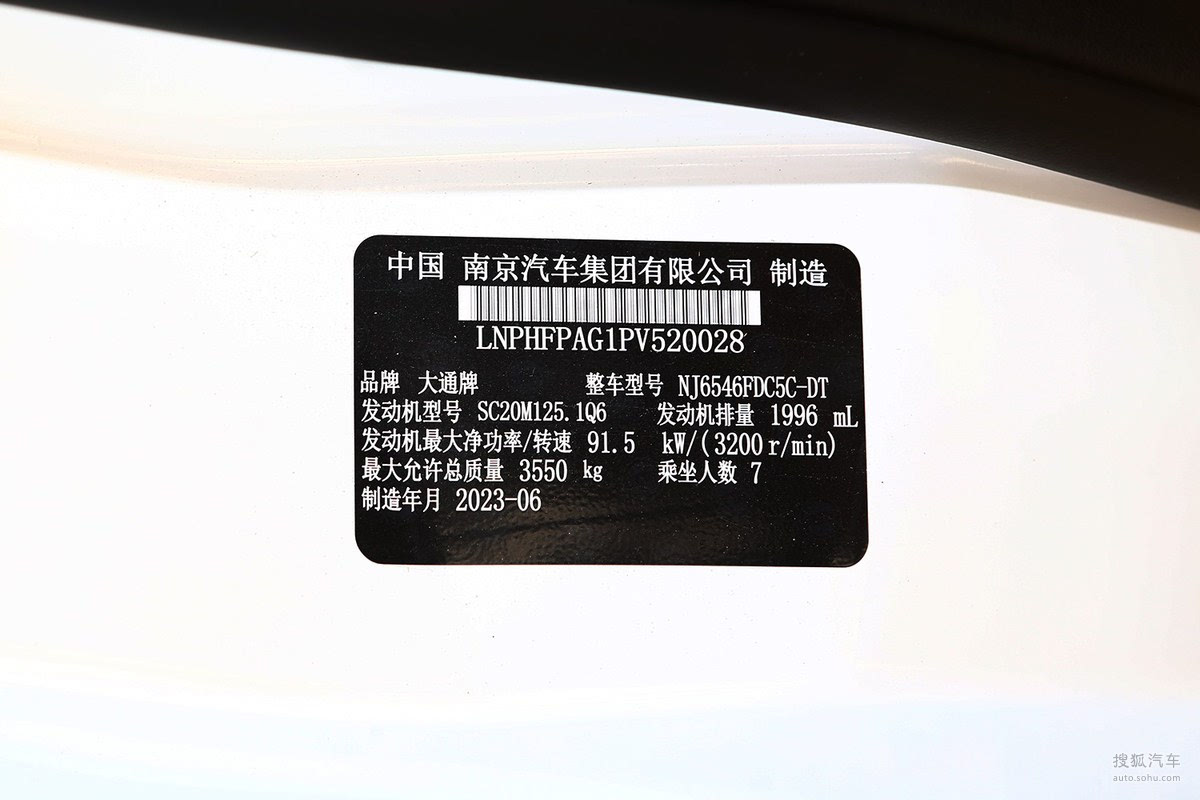 中国 南京汽车集团有限公司 制造
LNPHFPAG1PV520028
品牌 大通牌 整车型号 NJ6546FDC5C-DT
发动机型号 SC20M125.1Q6 发动机排量 1996 mL
发动机最大净功率/转速 91.5 kW/(3200r/min)
最大允许总质量 3550 kg 乘坐人数 7
制造年月 2023-06
搜狐汽车
auto.sohu.com